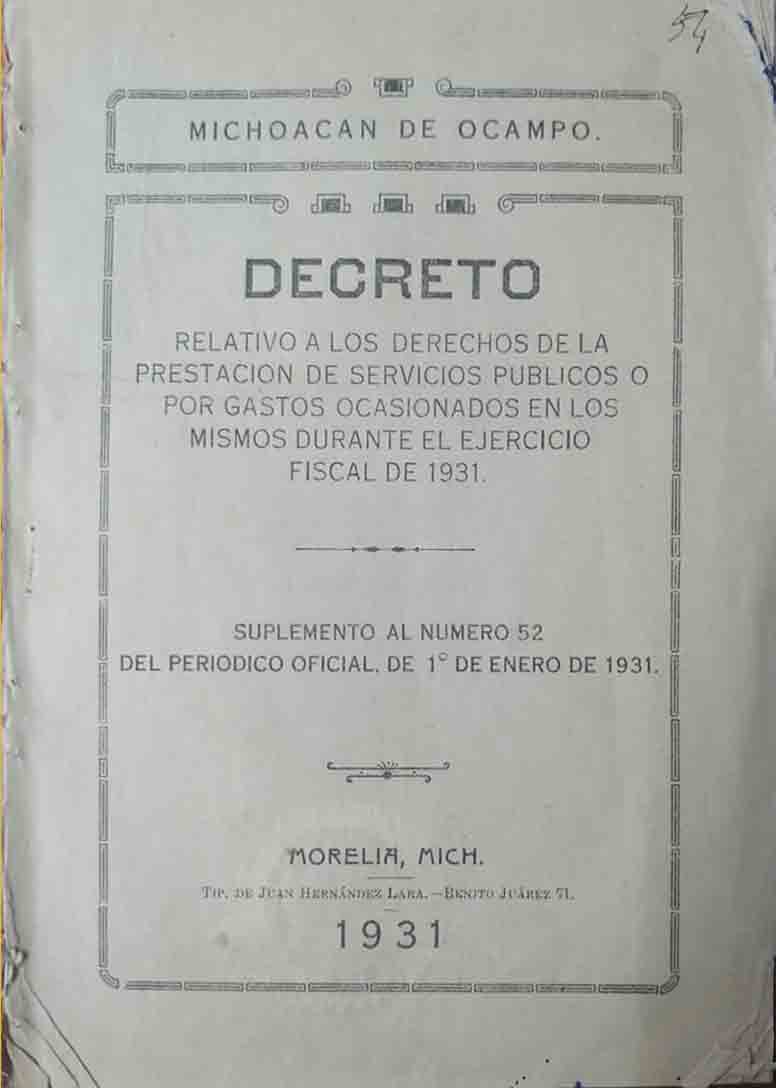 54
MICHOACAN DE OCAMPO.
DECRETO
RELATIVO A LOS DERECHOS DE LA
PRESTACION DE SERVICIOS PUBLICOS O
POR GASTOS OCASIONADOS EN LOS
MISMOS DURANTE EL EJERCICIO
FISCAL DE 1931.
SUPLEMENTO AL NUMERO 52
DEL PERIODICO OFICIAL, DE 1° DE ENERO DE 1931.
MORELIA, MICH.
TIP. DE JUAN HERNÁNDEZ LARA.—BENITO JUÁREZ 71.
1931